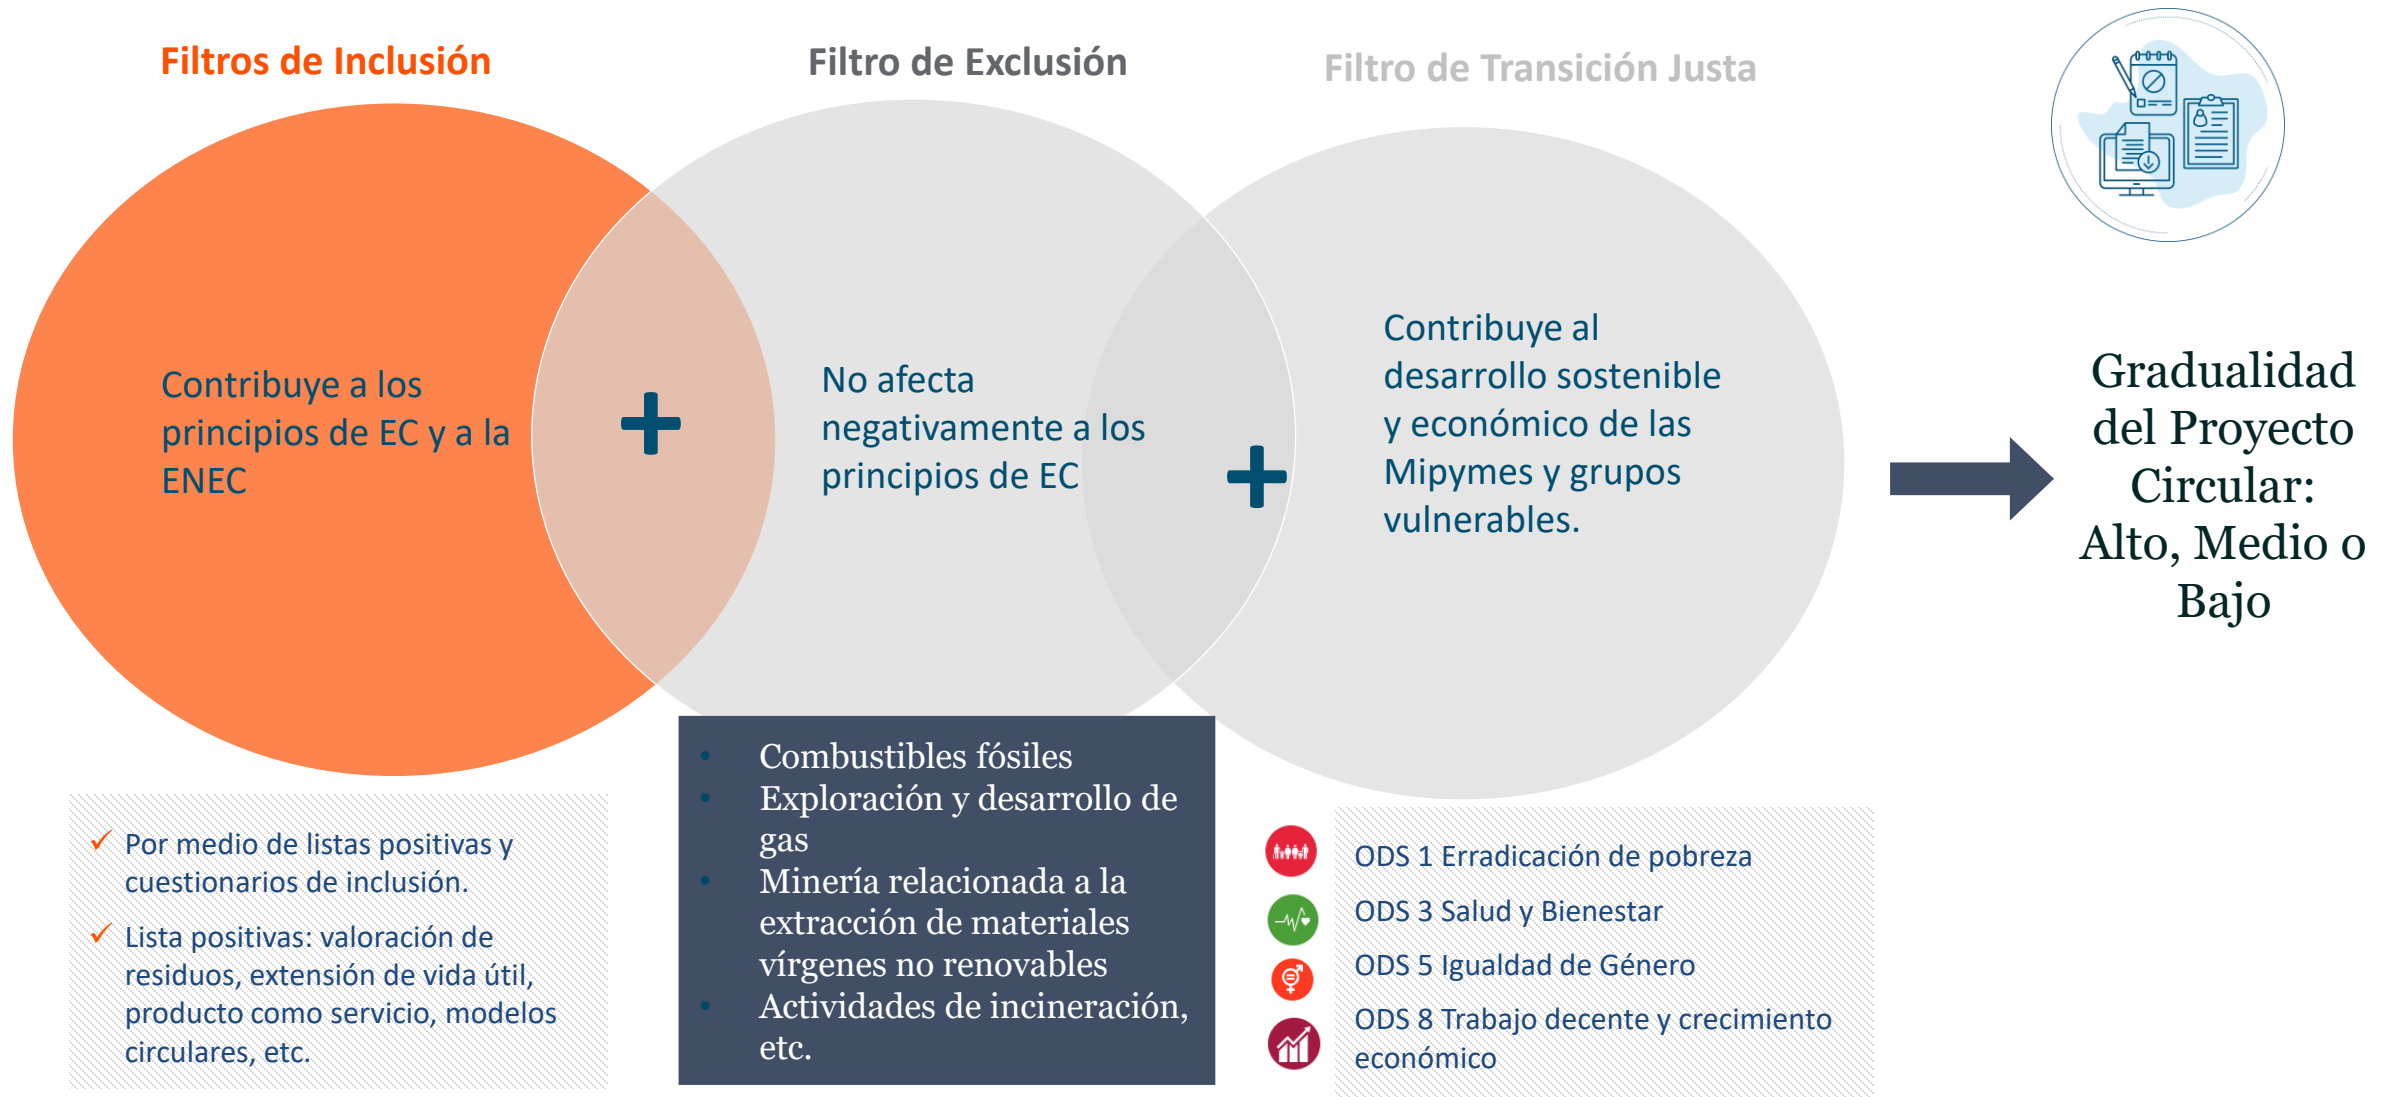 Filtros de Inclusión
Filtro de Exclusión
Filtro de Transición Justa
Contribuye a los
principios de EC y a la
ENEC
+
No afecta
negativamente a los
principios de EC
+
Contribuye al
desarrollo sostenible
y económico de las
Mipymes y grupos
vulnerables.
Gradualidad
del Proyecto
Circular:
Alto, Medio o
Bajo
✓ Por medio de listas positivas y
cuestionarios de inclusión.
✓ Lista positivas: valoración de
residuos, extensión de vida útil,
producto como servicio, modelos
circulares, etc.
• Combustibles fósiles
• Exploración y desarrollo de
gas
• Minería relacionada a la
extracción de materiales
vírgenes no renovables
• Actividades de incineración,
etc.
ODS 1 Erradicación de pobreza
ODS 3 Salud y Bienestar
ODS 5 Igualdad de Género
ODS 8 Trabajo decente y crecimiento
económico